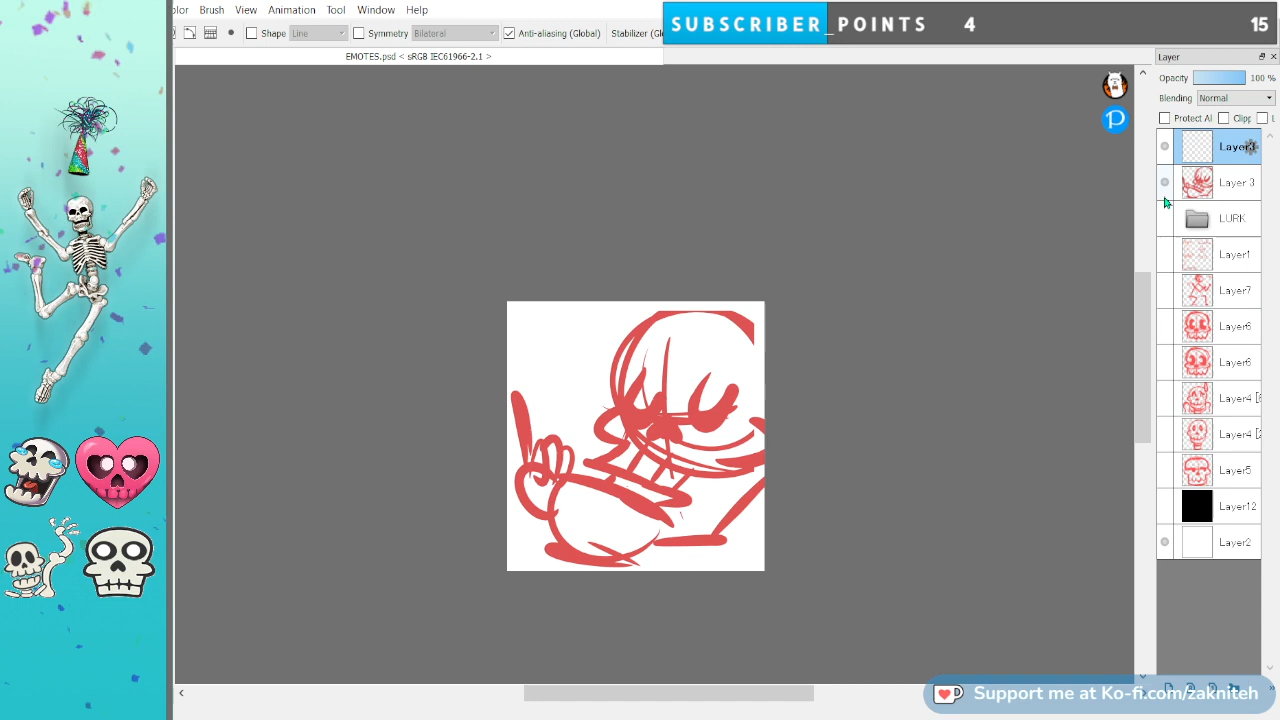 olor Brush View Animation Tool Window Help
SUBSCRIBER_POINTS 4 15
Shape Line Symmetry Bilateral Anti-aliasing (Global) Stabilizer (Glo
EMOTES.psd < sRGB IEC61966-2.1 >
Layer
Opacity 100 %
Blending Normal
Protect Al Clipp L
Layer
Layer 3
LURK
Layer1
Layer7
Layer6
Layer6
Layer4
Layer4
Layer5
Layer12
Layer2
Support me at Ko-fi.com/zakniteh